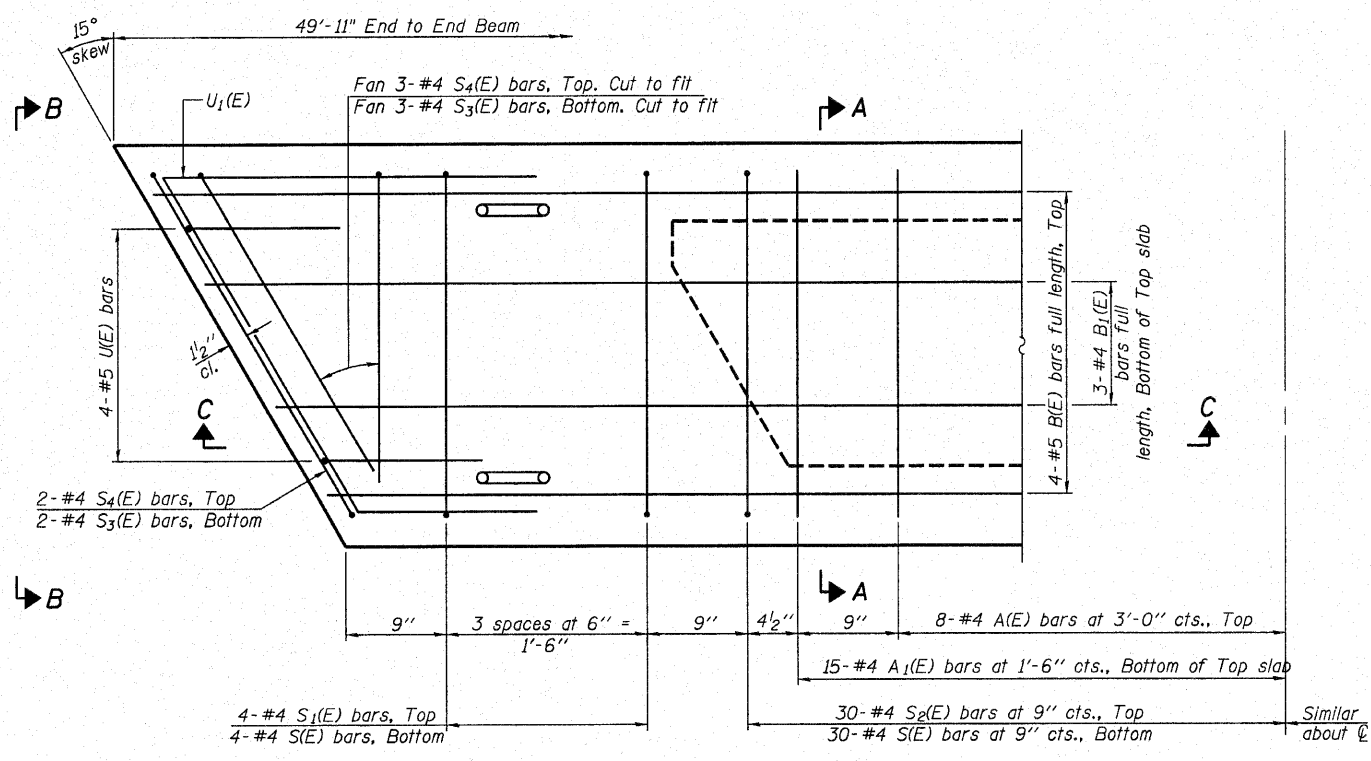 15°
skew
49'-11" End to End Beam
Fan 3-#4 S4(E) bars, Top. Cut to fit
Fan 3-#4 S3(E) bars, Bottom. Cut to fit
U1(E)
B
A
4-#5 U(E) bars
1½"
cl.
C
4-#5 B(E) bars full length, Top
3-#4 B1(E)
bars full
length, Bottom of Top slab
C
2-#4 S4(E) bars, Top
2-#4 S3(E) bars, Bottom
B
A
9"
3 spaces at 6" =
1'-6"
9"
4½"
9"
8-#4 A(E) bars at 3'-0" cts., Top
15-#4 A1(E) bars at 1'-6" cts., Bottom of Top slab
4-#4 S1(E) bars, Top
4-#4 S(E) bars, Bottom
30-#4 S2(E) bars at 9" cts., Top
30-#4 S(E) bars at 9" cts., Bottom
Similar
about ℄